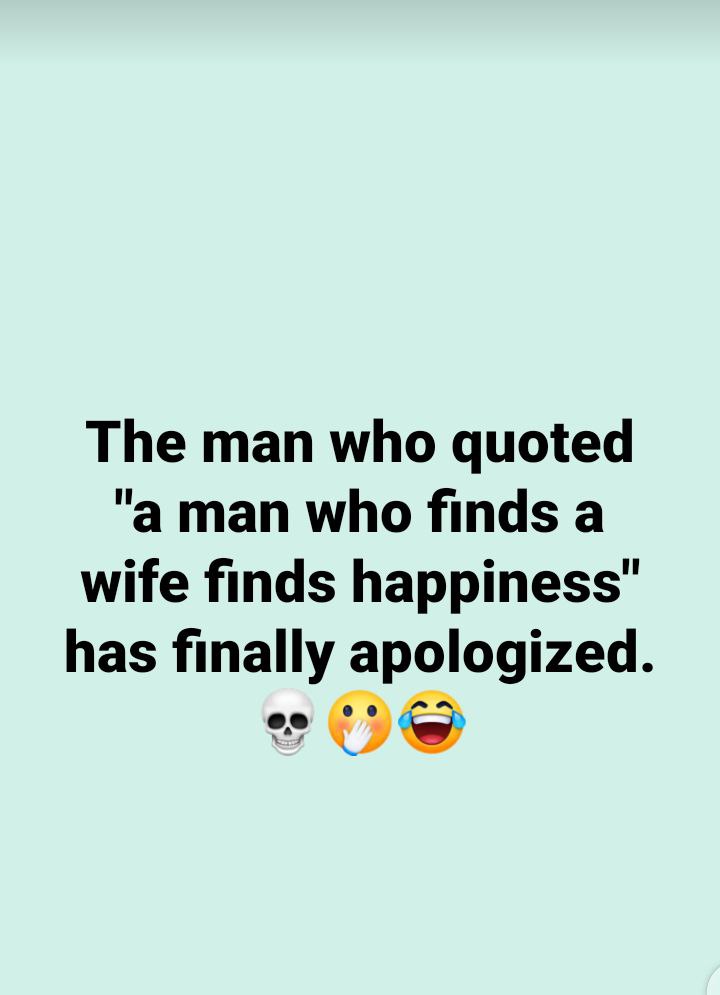 The man who quoted
"a man who finds a
wife finds happiness"
has finally apologized.
💀🫢😂